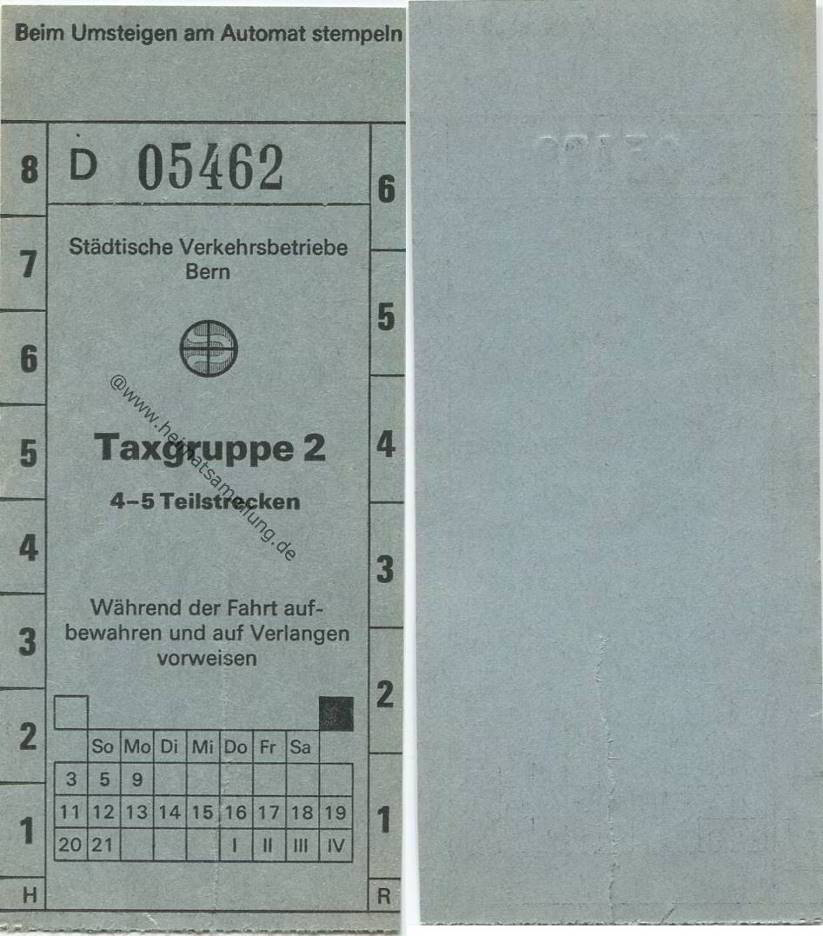 Beim Umsteigen am Automat stempeln
D 05462
8
7
6
5
4
3
2
1
H
Städtische Verkehrsbetriebe
Bern
@www.heimatsammlung.de
Taxgruppe 2
4–5 Teilstrecken
Während der Fahrt auf-
bewahren und auf Verlangen
vorweisen
So Mo Di Mi Do Fr Sa
3 5 9
11 12 13 14 15 16 17 18 19
20 21 I II III IV
6
5
4
3
2
1
R